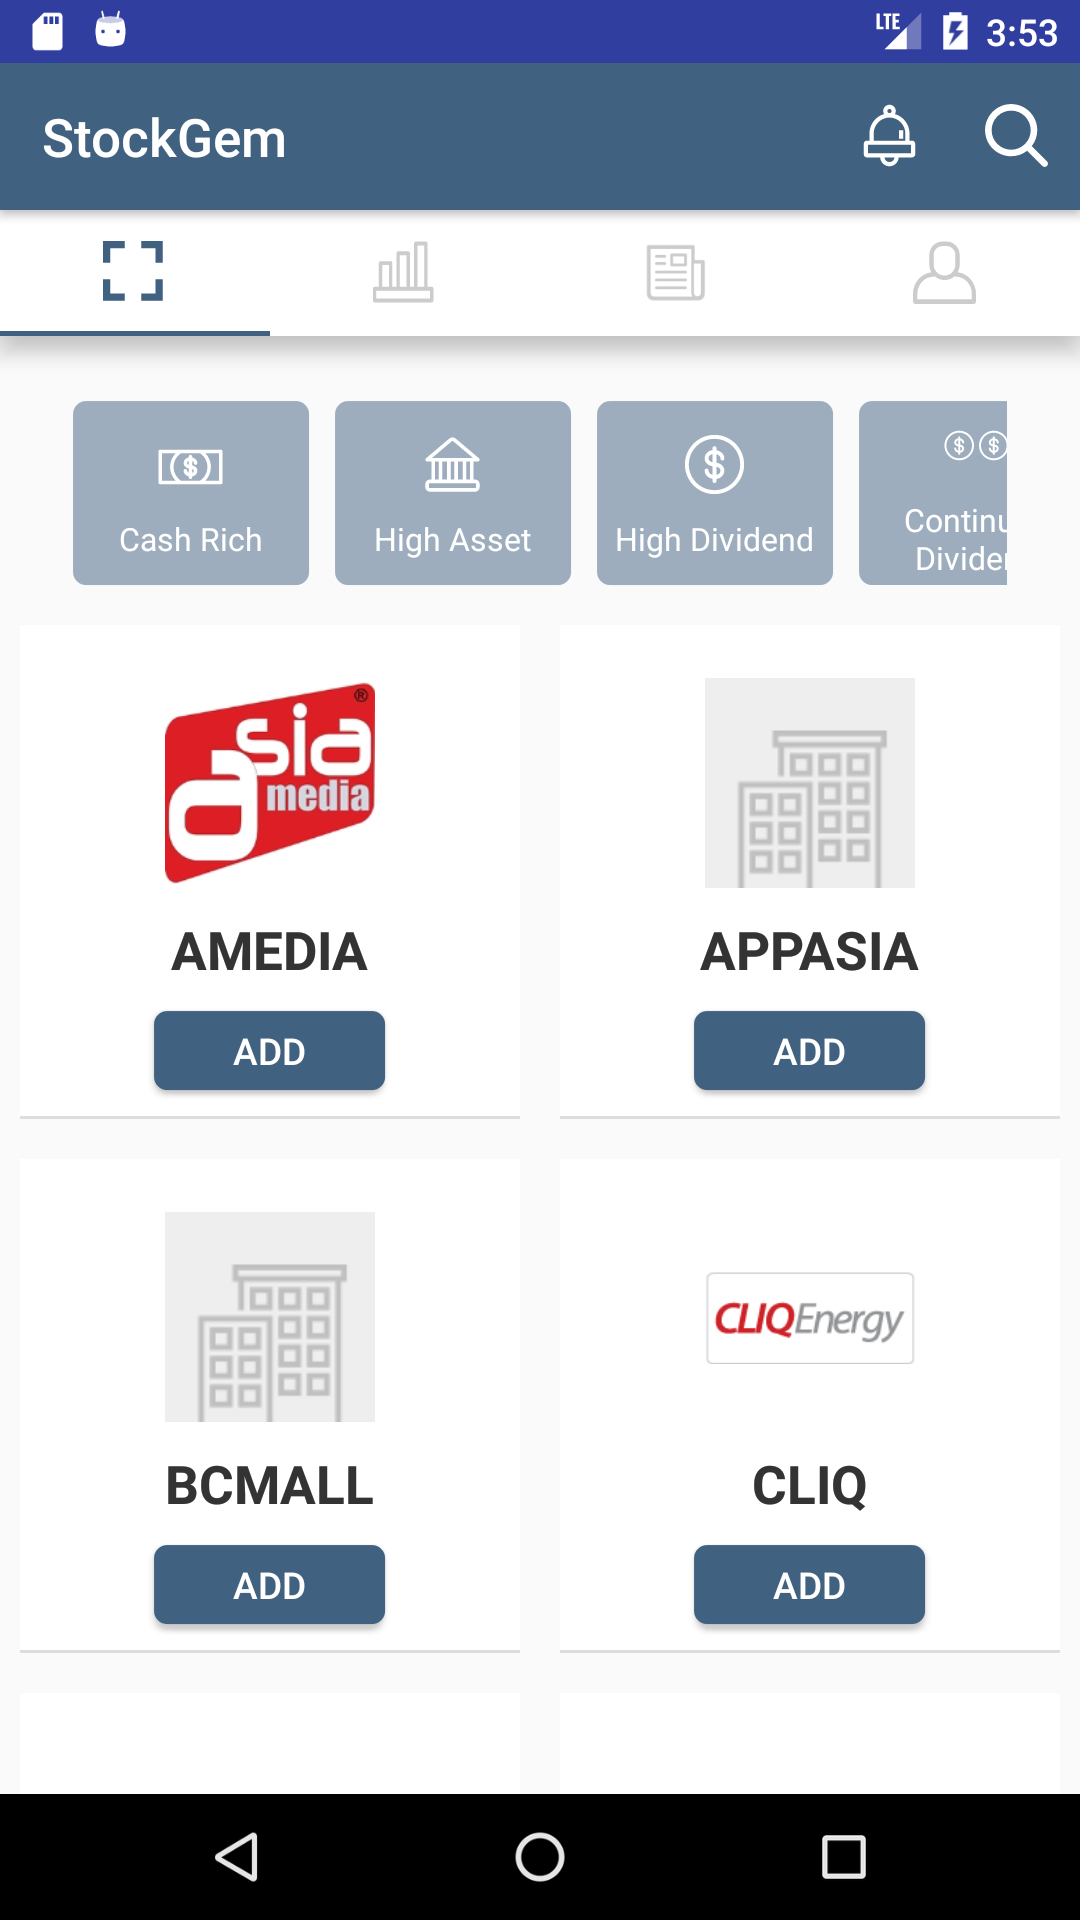 LTE 3:53
StockGem
Cash Rich
High Asset
High Dividend
Continu
Divide
asia
media
®
AMEDIA
APPASIA
ADD
ADD
CLIQEnergy
BCMALL
CLIQ
ADD
ADD